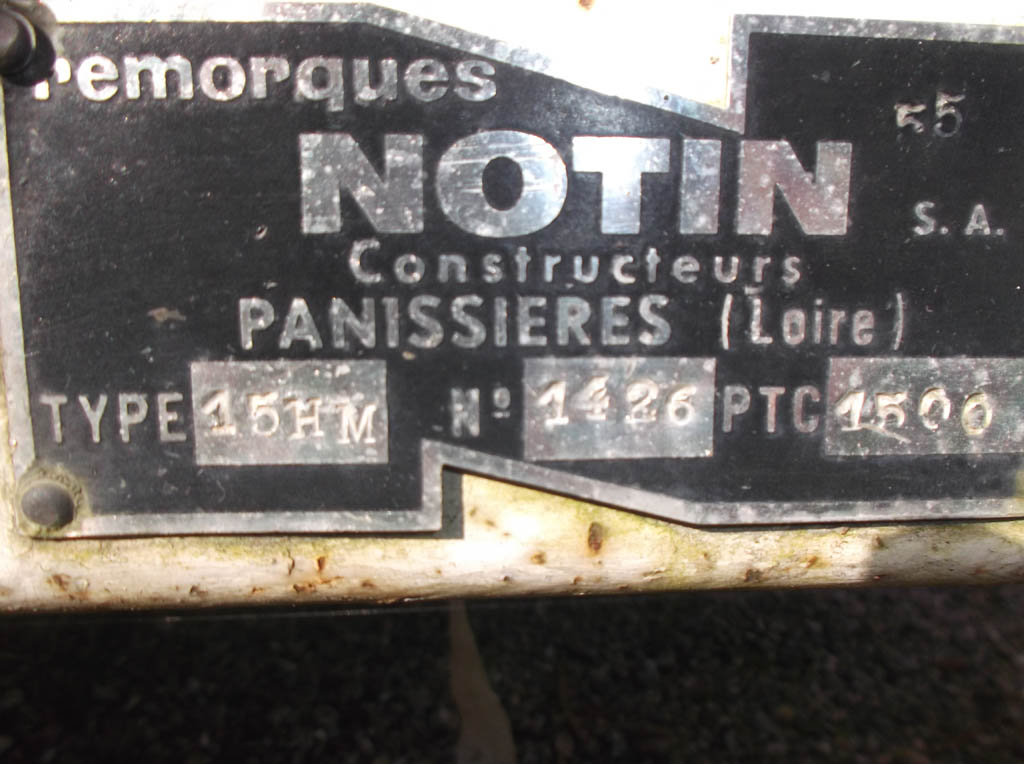 remorques
55
NOTIN
S.A.
Constructeurs
PANISSIERES (Loire)
TYPE 15HM Nº 1426 PTC 1500